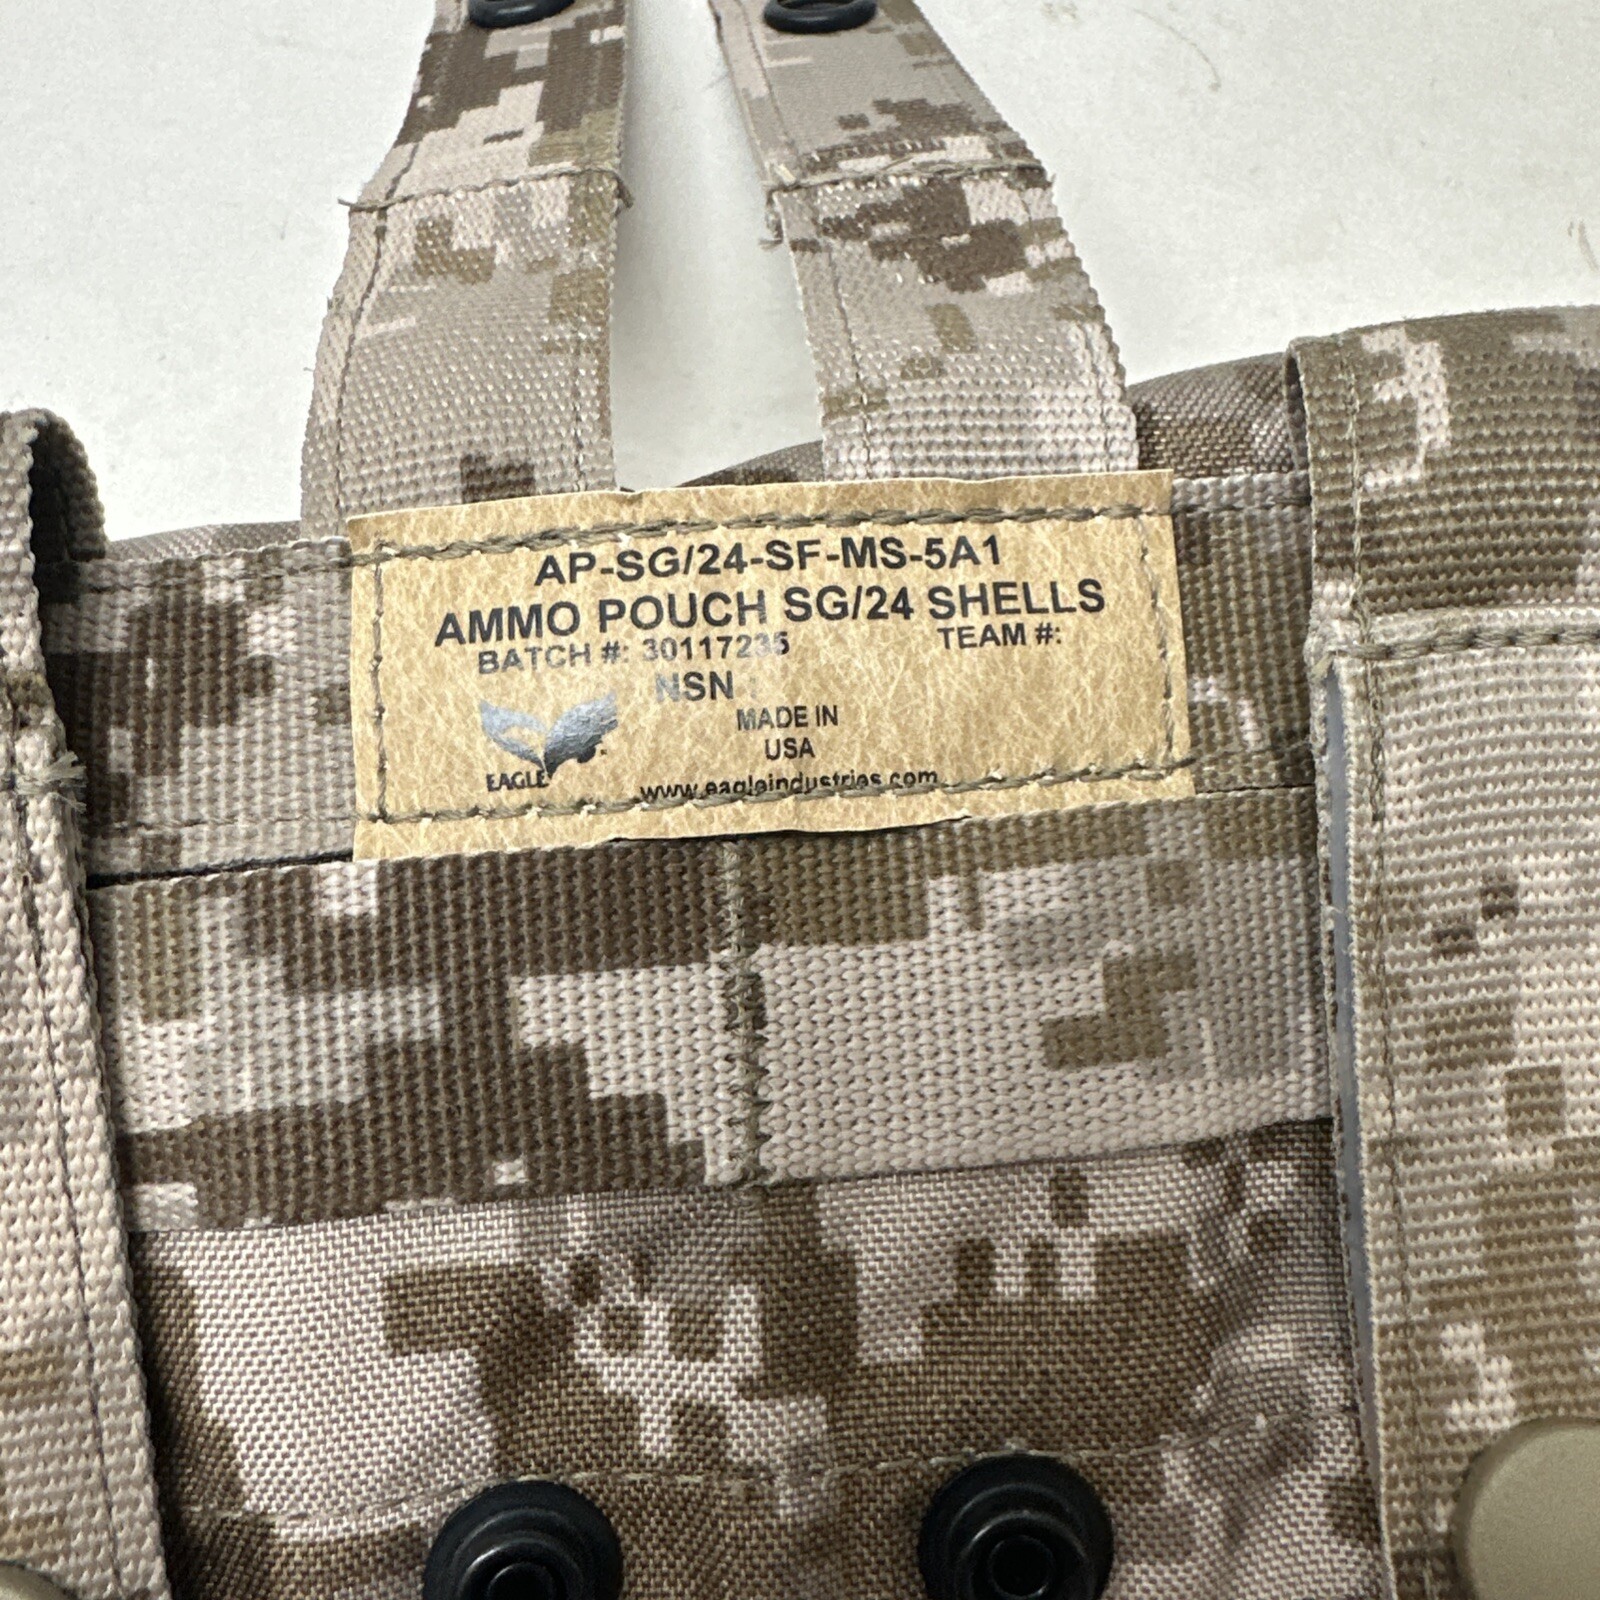 AP-SG/24-SF-MS-5A1
AMMO POUCH SG/24 SHELLS
BATCH #: 30117235 TEAM #:
NSN :
MADE IN
USA
EAGLE
www.eagleindustries.com